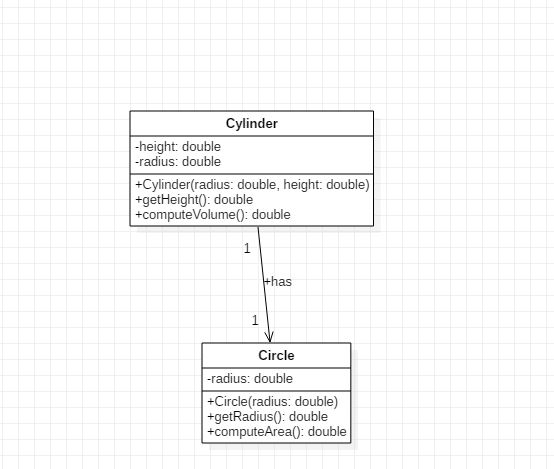 Cylinder
-height: double
-radius: double
+Cylinder(radius: double, height: double)
+getHeight(): double
+computeVolume(): double
1
+has
1
Circle
-radius: double
+Circle(radius: double)
+getRadius(): double
+computeArea(): double